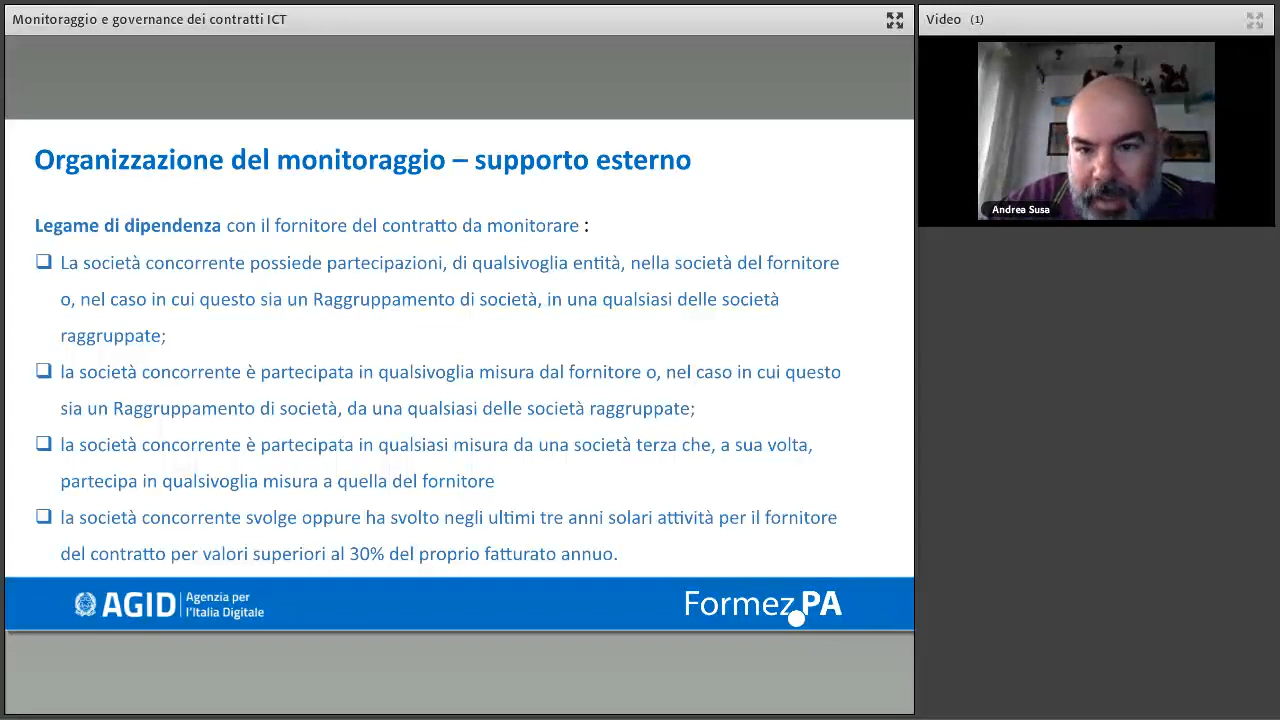 Monitoraggio e governance dei contratti ICT
Video (1)
Andrea Susa
Organizzazione del monitoraggio – supporto esterno
Legame di dipendenza con il fornitore del contratto da monitorare :
La società concorrente possiede partecipazioni, di qualsivoglia entità, nella società del fornitore
o, nel caso in cui questo sia un Raggruppamento di società, in una qualsiasi delle società
raggruppate;
la società concorrente è partecipata in qualsivoglia misura dal fornitore o, nel caso in cui questo
sia un Raggruppamento di società, da una qualsiasi delle società raggruppate;
la società concorrente è partecipata in qualsiasi misura da una società terza che, a sua volta,
partecipa in qualsivoglia misura a quella del fornitore
la società concorrente svolge oppure ha svolto negli ultimi tre anni solari attività per il fornitore
del contratto per valori superiori al 30% del proprio fatturato annuo.
AGID
Agenzia per
l'Italia Digitale
Formez.PA